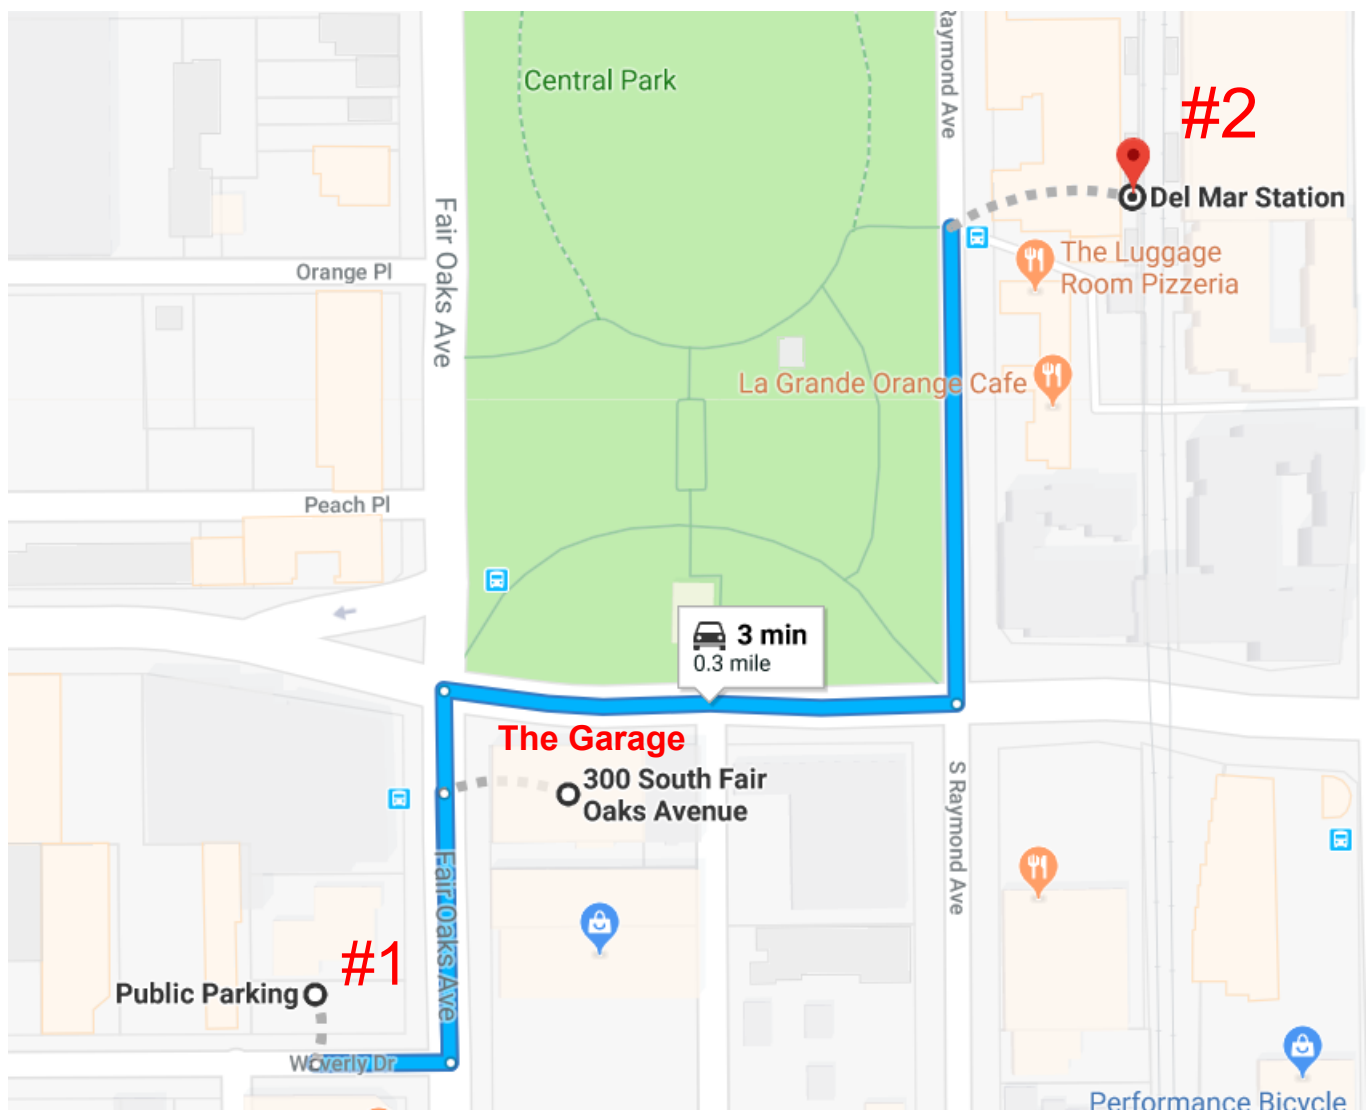 Central Park
Raymond Ave
#2
Del Mar Station
Fair Oaks Ave
Orange Pl
The Luggage
Room Pizzeria
La Grande Orange Cafe
Peach Pl
3 min
0.3 mile
The Garage
300 South Fair
Oaks Avenue
S Raymond Ave
Fair Oaks Ave
#1
Public Parking
Waverly Dr
Performance Bicycle